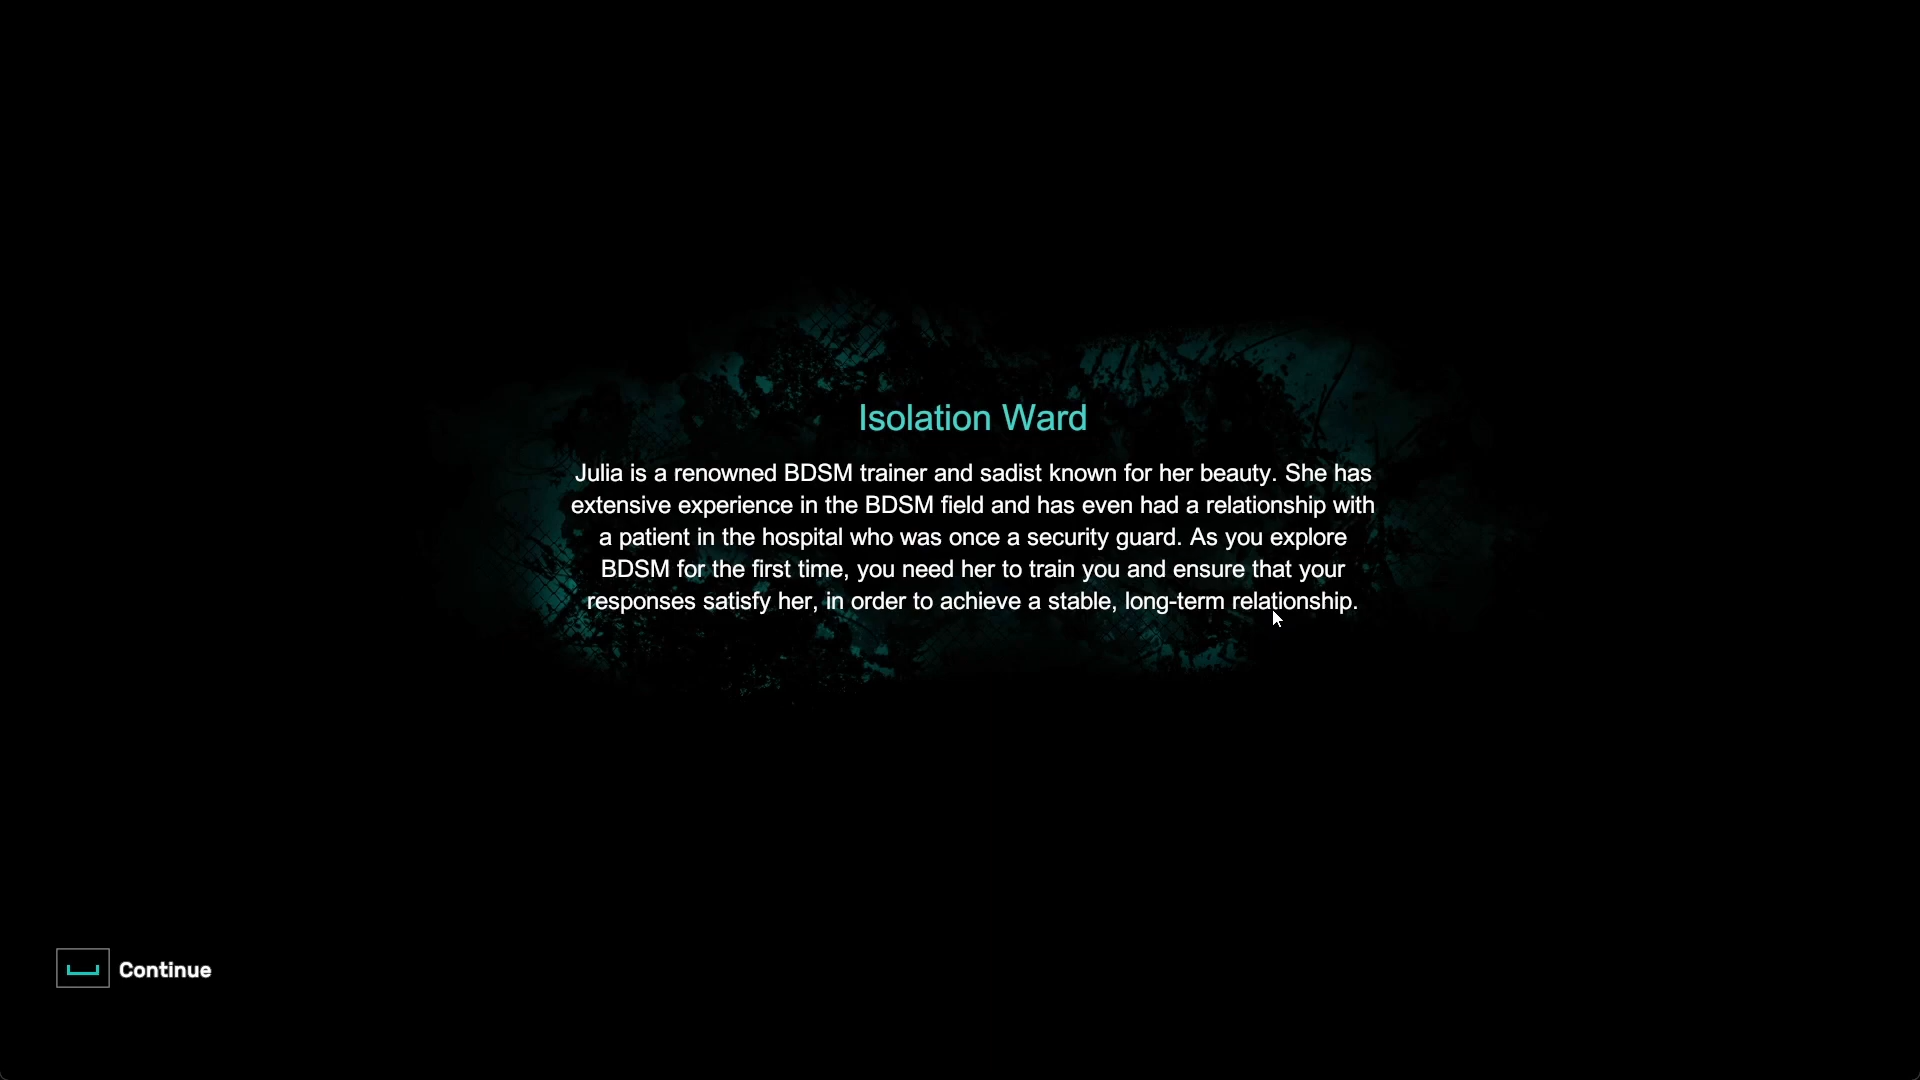 Isolation Ward
Julia is a renowned BDSM trainer and sadist known for her beauty. She has
extensive experience in the BDSM field and has even had a relationship with
a patient in the hospital who was once a security guard. As you explore
BDSM for the first time, you need her to train you and ensure that your
responses satisfy her, in order to achieve a stable, long-term relationship.
Continue